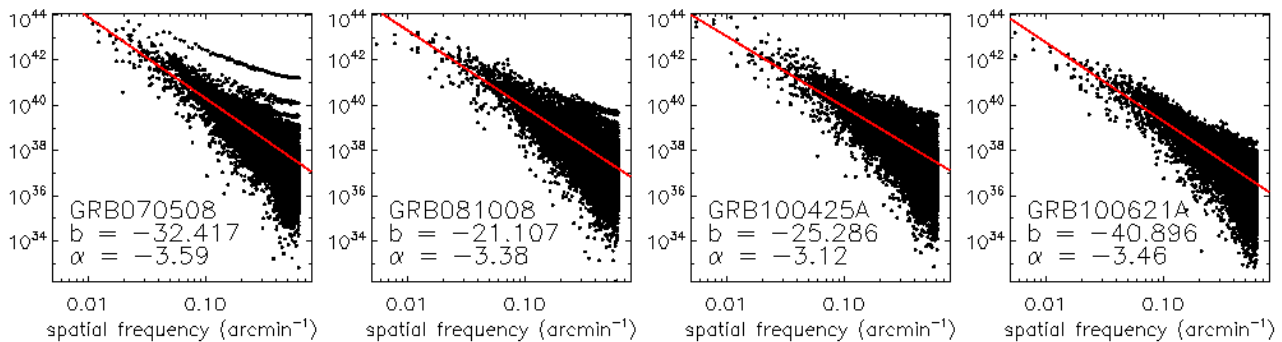 10^44
10^42
10^40
10^38
10^36
10^34
GRB070508
b = −32.417
α = −3.59
0.01 0.10
spatial frequency (arcmin^−1)
10^44
10^42
10^40
10^38
10^36
10^34
GRB081008
b = −21.107
α = −3.38
0.01 0.10
spatial frequency (arcmin^−1)
10^44
10^42
10^40
10^38
10^36
10^34
GRB100425A
b = −25.286
α = −3.12
0.01 0.10
spatial frequency (arcmin^−1)
10^44
10^42
10^40
10^38
10^36
10^34
GRB100621A
b = −40.896
α = −3.46
0.01 0.10
spatial frequency (arcmin^−1)